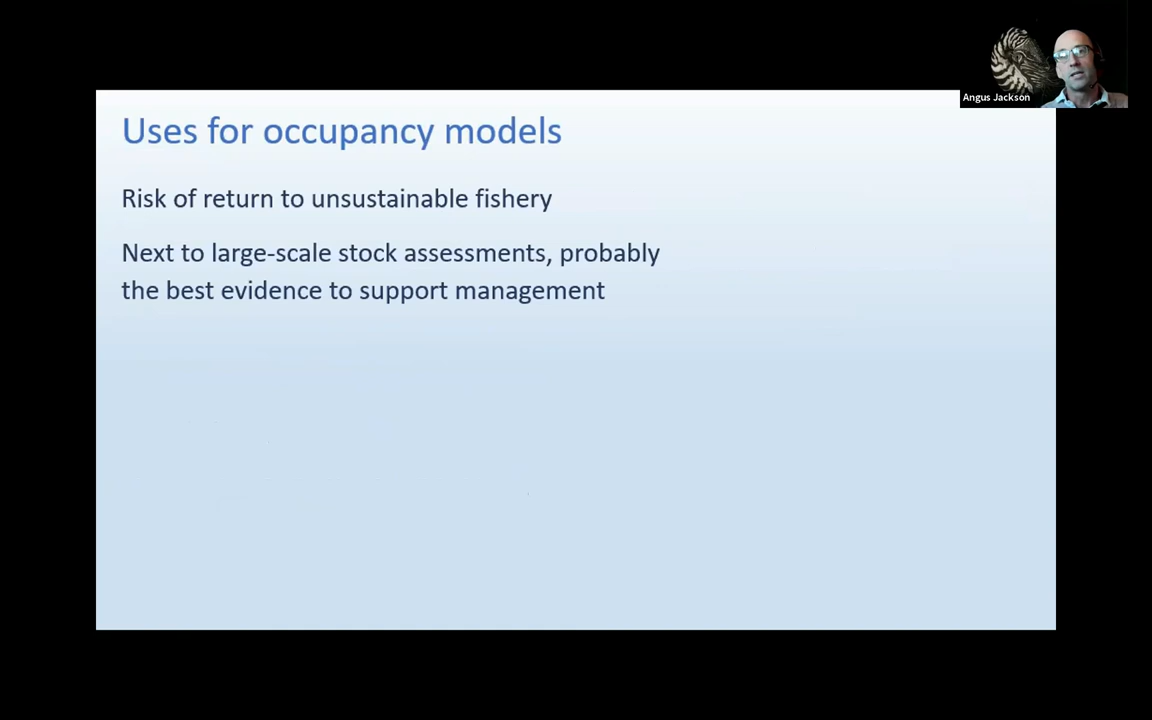 Angus Jackson
Uses for occupancy models
Risk of return to unsustainable fishery
Next to large-scale stock assessments, probably
the best evidence to support management